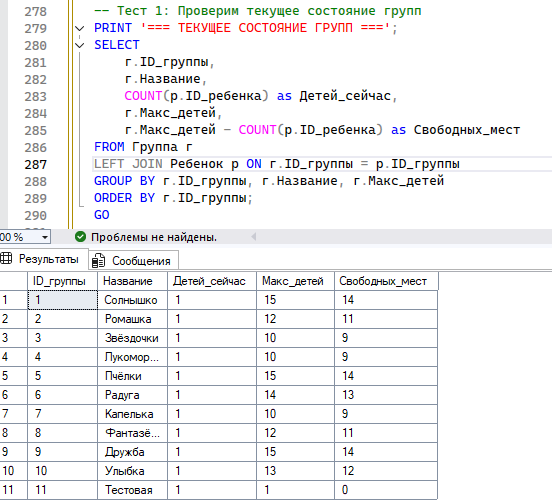 278 -- Тест 1: Проверим текущее состояние групп
279 PRINT '=== ТЕКУЩЕЕ СОСТОЯНИЕ ГРУПП ===';
280 SELECT
281 г.ID_группы,
282 г.Название,
283 COUNT(р.ID_ребенка) as Детей_сейчас,
284 г.Макс_детей,
285 г.Макс_детей - COUNT(р.ID_ребенка) as Свободных_мест
286 FROM Группа г
287 LEFT JOIN Ребенок р ON г.ID_группы = р.ID_группы
288 GROUP BY г.ID_группы, г.Название, г.Макс_детей
289 ORDER BY г.ID_группы;
290 GO
00 % Проблемы не найдены.
Результаты Сообщения
ID_группы Название Детей_сейчас Макс_детей Свободных_мест
1 1 Солнышко 1 15 14
2 2 Ромашка 1 12 11
3 3 Звёздочки 1 10 9
4 4 Лукомор... 1 10 9
5 5 Пчёлки 1 15 14
6 6 Радуга 1 14 13
7 7 Капелька 1 10 9
8 8 Фантазё... 1 12 11
9 9 Дружба 1 15 14
10 10 Улыбка 1 13 12
11 11 Тестовая 1 1 0